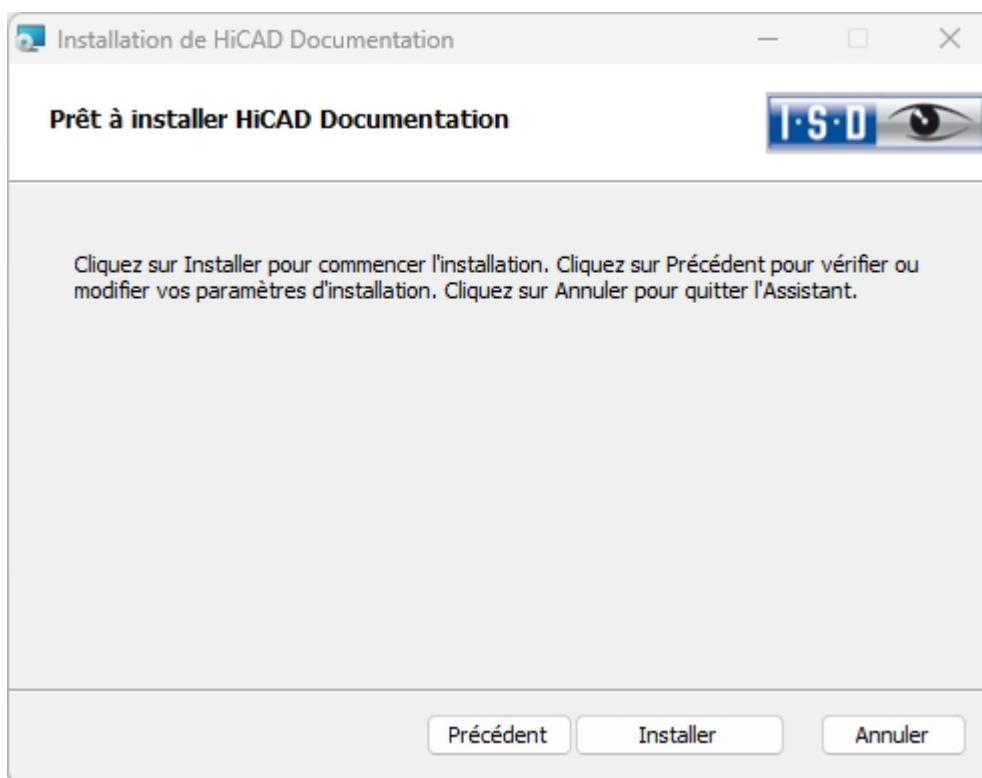 Installation de HiCAD Documentation
Prêt à installer HiCAD Documentation
I·S·D
Cliquez sur Installer pour commencer l'installation. Cliquez sur Précédent pour vérifier ou
modifier vos paramètres d'installation. Cliquez sur Annuler pour quitter l'Assistant.
Précédent Installer Annuler